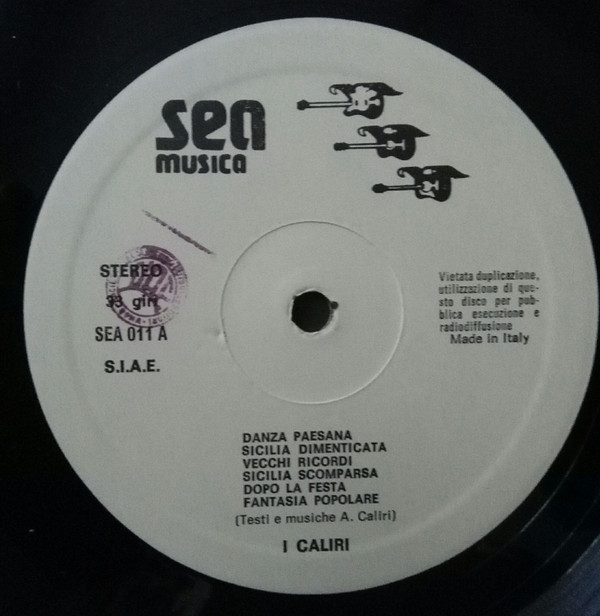 sea
musica
STEREO
33 giri
SEA 011 A
S.I.A.E.
Vietata duplicazione,
utilizzazione di que-
sto disco per pub-
blica esecuzione e
radiodiffusione
Made in Italy
DANZA PAESANA
SICILIA DIMENTICATA
VECCHI RICORDI
SICILIA SCOMPARSA
DOPO LA FESTA
FANTASIA POPOLARE
(Testi e musiche A. Caliri)
I CALIRI